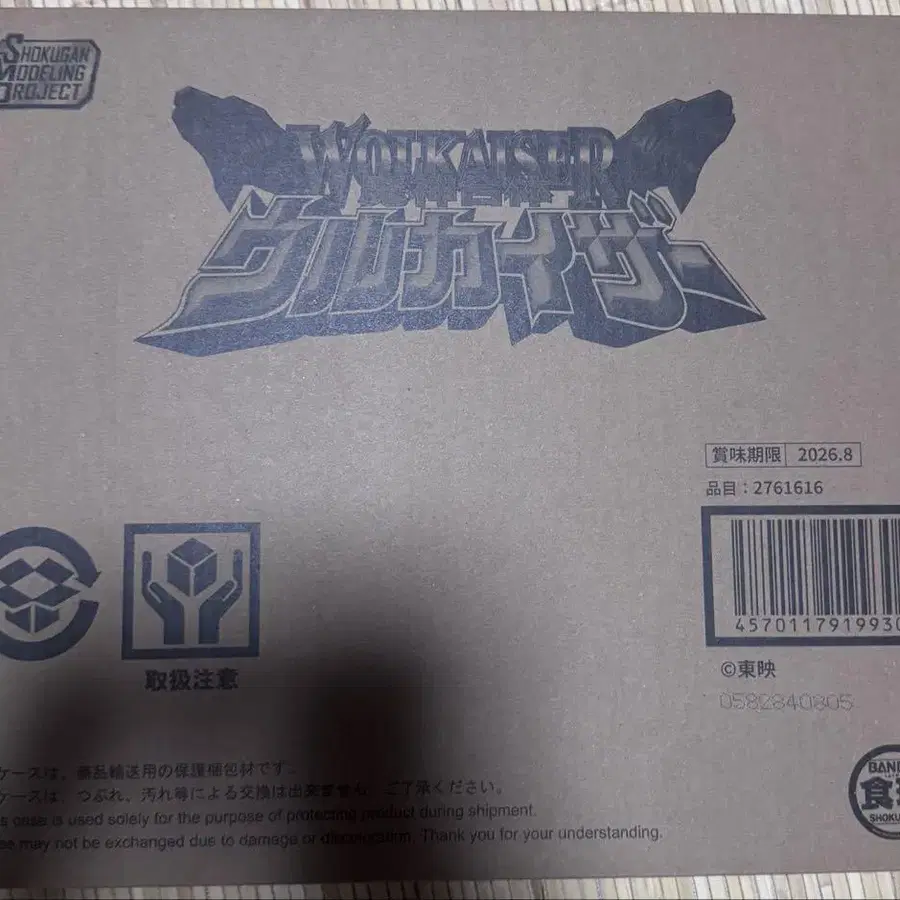 SHOKUGAN
MODELING
PROJECT
WOLKAISER
ウルカイザー
賞味期限 2026.8
品目：2761616
4570117919930
©東映
0582840805
取扱注意
ケースは、商品輸送用の保護梱包材です。
ケースは、つぶれ、汚れ等による交換は出来ません。ご了承ください。
case is used solely for the purpose of protecting product during shipment.
may not be exchanged due to damage or discoloration. Thank you for your understanding.
食